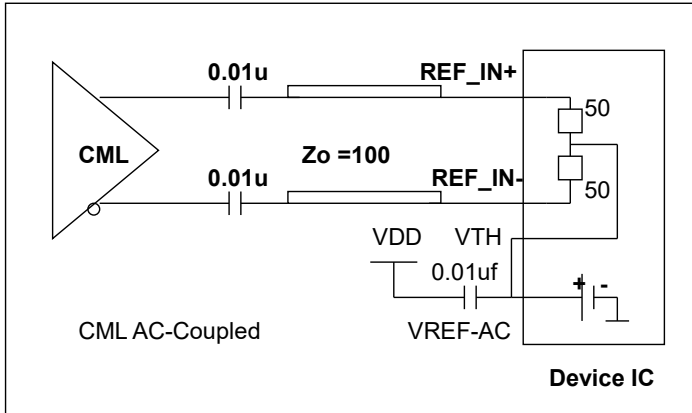 0.01u
REF_IN+
50
CML
Zo =100
0.01u
REF_IN-
50
VDD
VTH
0.01uf
+
-
CML AC-Coupled
VREF-AC
Device IC